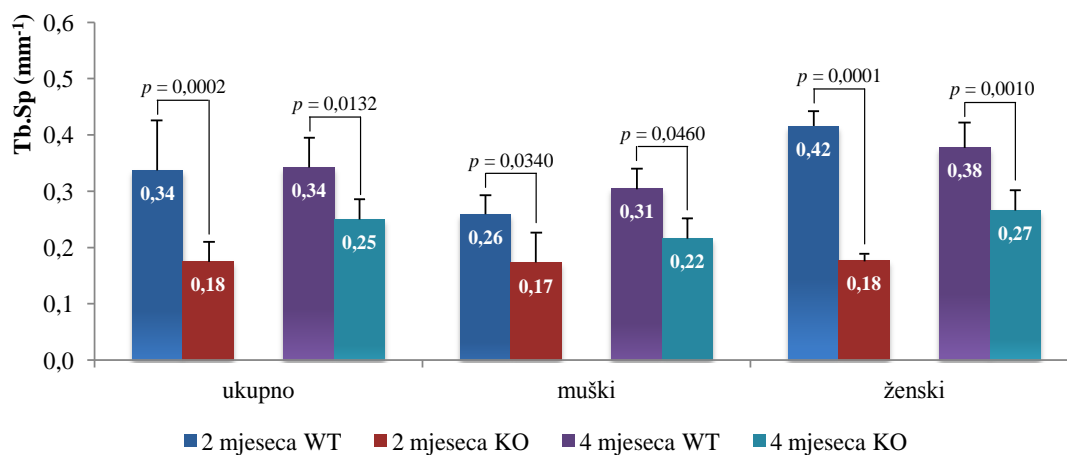 Tb.Sp (mm⁻¹)
0,6
0,5
0,4
0,3
0,2
0,1
0,0
p = 0,0002
p = 0,0132
p = 0,0340
p = 0,0460
p = 0,0001
p = 0,0010
0,34
0,18
0,34
0,25
0,26
0,17
0,31
0,22
0,42
0,18
0,38
0,27
ukupno
muški
ženski
2 mjeseca WT
2 mjeseca KO
4 mjeseca WT
4 mjeseca KO